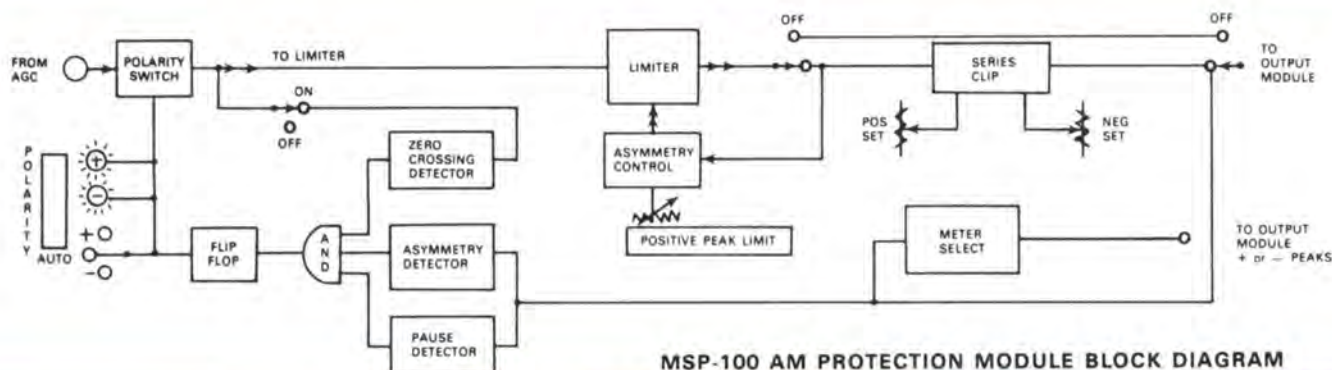 OFF
OFF
FROM
AGC
POLARITY
SWITCH
TO LIMITER
LIMITER
SERIES
CLIP
TO
OUTPUT
MODULE
ON
OFF
POS
SET
NEG
SET
POLARITY
+
−
+
AUTO
−
ZERO
CROSSING
DETECTOR
ASYMMETRY
CONTROL
POSITIVE PEAK LIMIT
FLIP
FLOP
AND
ASYMMETRY
DETECTOR
METER
SELECT
TO OUTPUT
MODULE
+ or − PEAKS
PAUSE
DETECTOR
MSP-100 AM PROTECTION MODULE BLOCK DIAGRAM